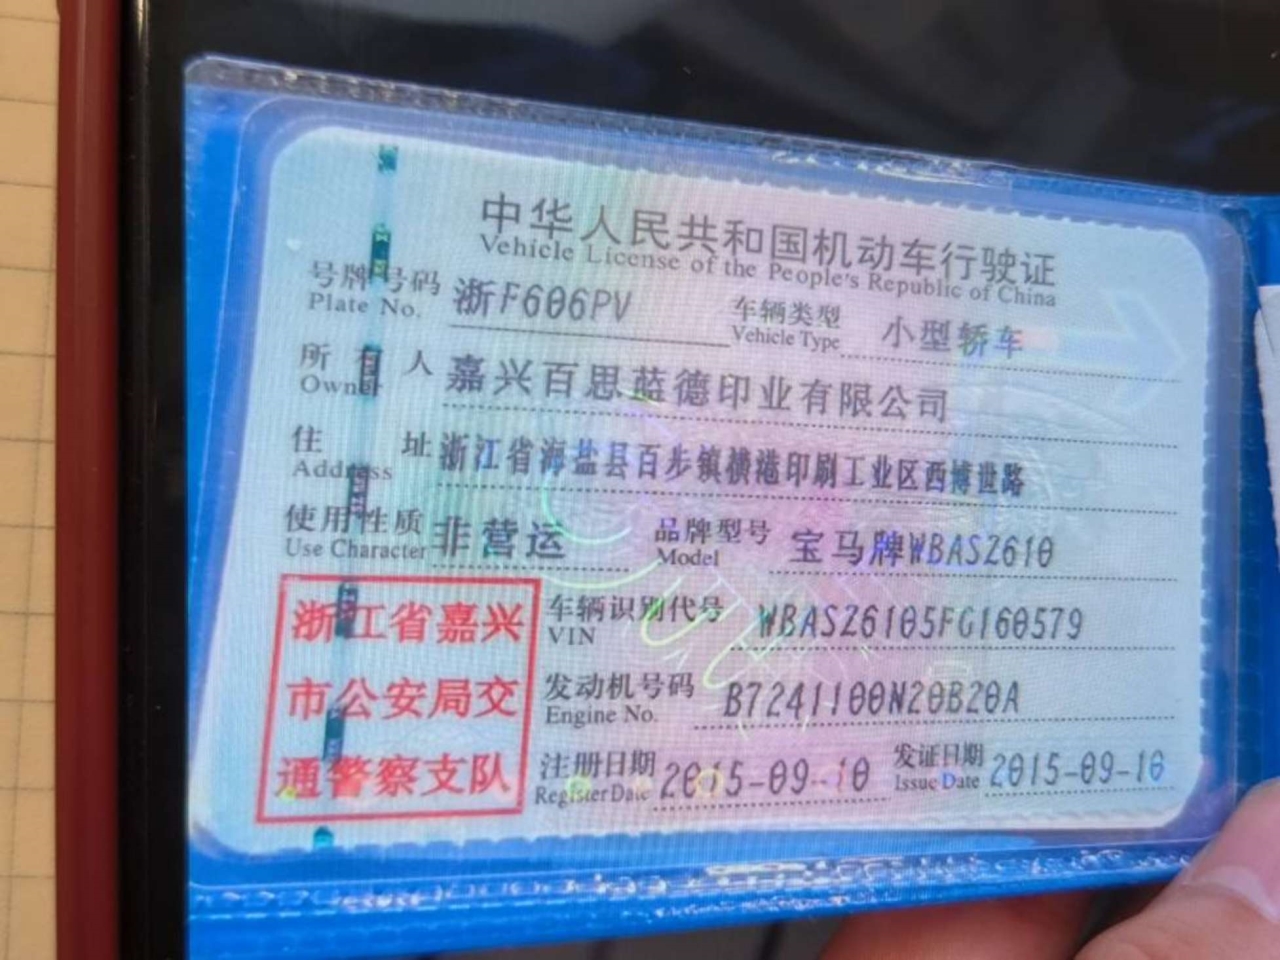 中华人民共和国机动车行驶证
Vehicle License of the People's Republic of China
号牌号码 浙F606PV 车辆类型 小型轿车
Plate No. Vehicle Type
所有人 嘉兴百思蓝德印业有限公司
Owner
住址 浙江省海盐县百步镇横港印刷工业区西博世路
Address
使用性质 非营运 品牌型号 宝马牌WBASZ610
Use Character Model
浙江省嘉兴
市公安局交
通警察支队
车辆识别代号 WBASZ6105FG160579
VIN
发动机号码 B7241100N20B20A
Engine No.
注册日期 2015-09-10 发证日期 2015-09-10
Register Date Issue Date